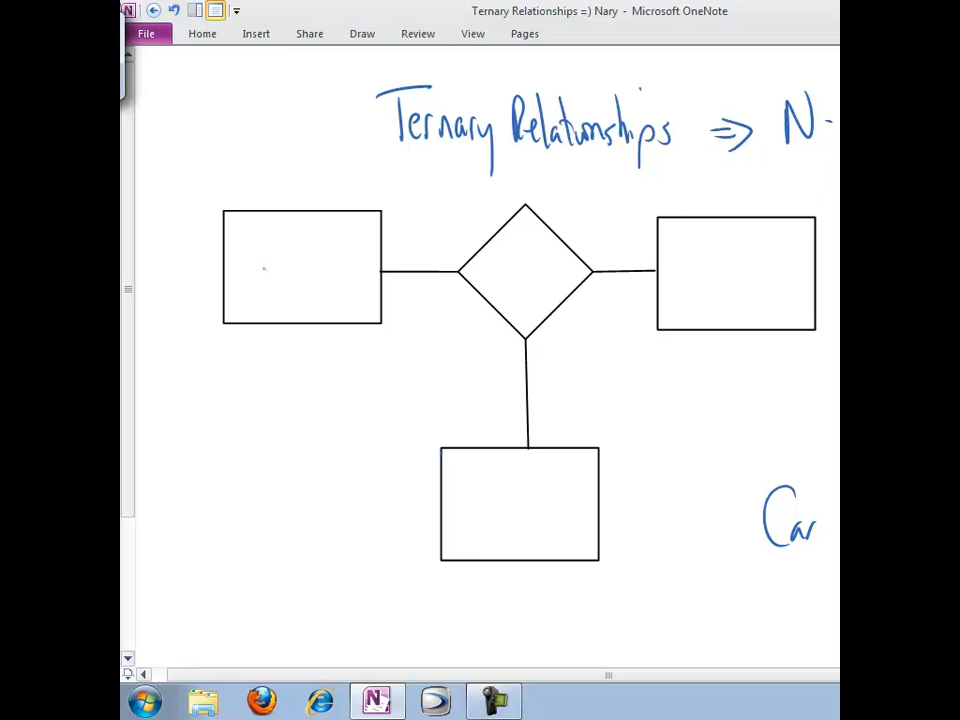 Ternary Relationships =) Nary - Microsoft OneNote
File Home Insert Share Draw Review View Pages
Ternary Relationships ⇒ N-
Car